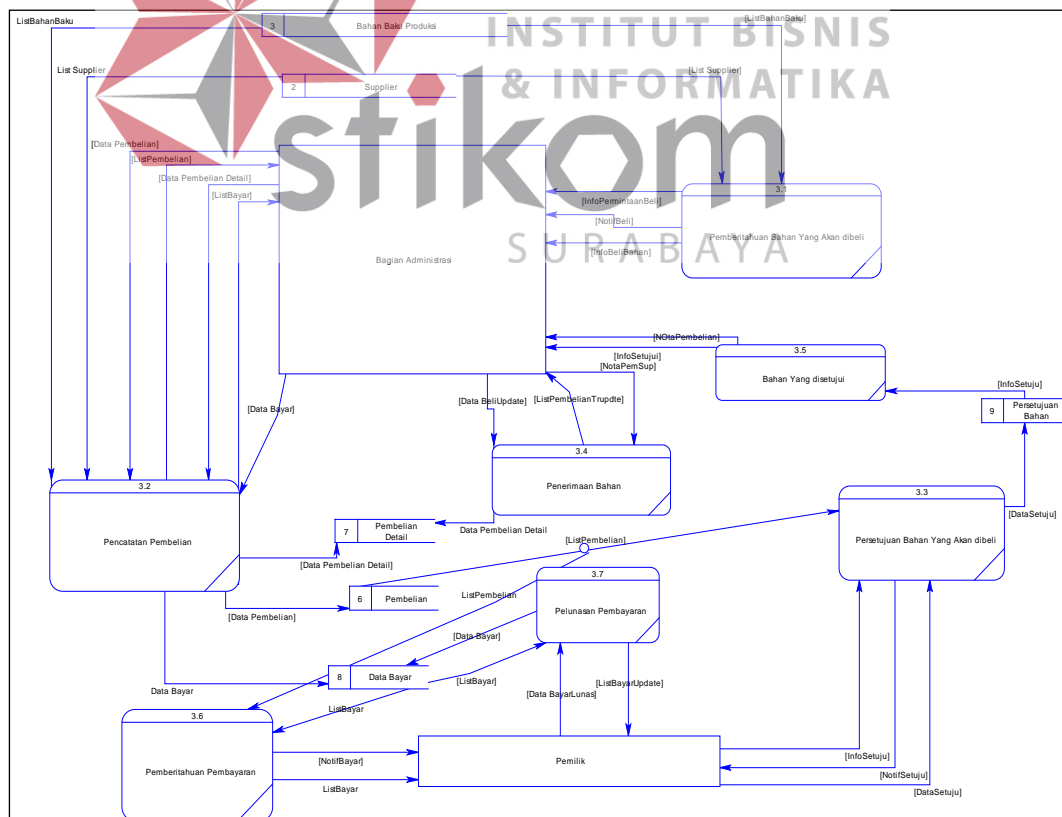 ListBahanBaku
3
Bahan Baku Produksi
[ListBahanBaku]
INSTITUT BISNIS
& INFORMATIKA
stikom
SURABAYA
List Supplier
2
Supplier
[List Supplier]
[Data Pembelian]
[ListPembelian]
[Data Pembelian Detail]
[ListBayar]
Bagian Administrasi
[InfoPermintaanBeli]
[NotifBeli]
[InfoBeliBahan]
3.1
Pemberitahuan Bahan Yang Akan dibeli
[NOtaPembelian]
[InfoSetujui]
[NotaPemSup]
3.5
Bahan Yang disetujui
[InfoSetuju]
9
Persetujuan
Bahan
[Data Bayar]
[Data BeliUpdate]
[ListPembelianTrupdte]
3.4
Penerimaan Bahan
3.2
Pencatatan Pembelian
3.3
Persetujuan Bahan Yang Akan dibeli
[DataSetuju]
7
Pembelian
Detail
Data Pembelian Detail
[Data Pembelian Detail]
[ListPembelian]
6
Pembelian
[Data Pembelian]
ListPembelian
3.7
Pelunasan Pembayaran
[Data Bayar]
8
Data Bayar
Data Bayar
[ListBayar]
ListBayar
[Data BayarLunas]
[ListBayarUpdate]
3.6
Pemberitahuan Pembayaran
[NotifBayar]
ListBayar
Pemilik
[InfoSetuju]
[NotifSetuju]
[DataSetuju]